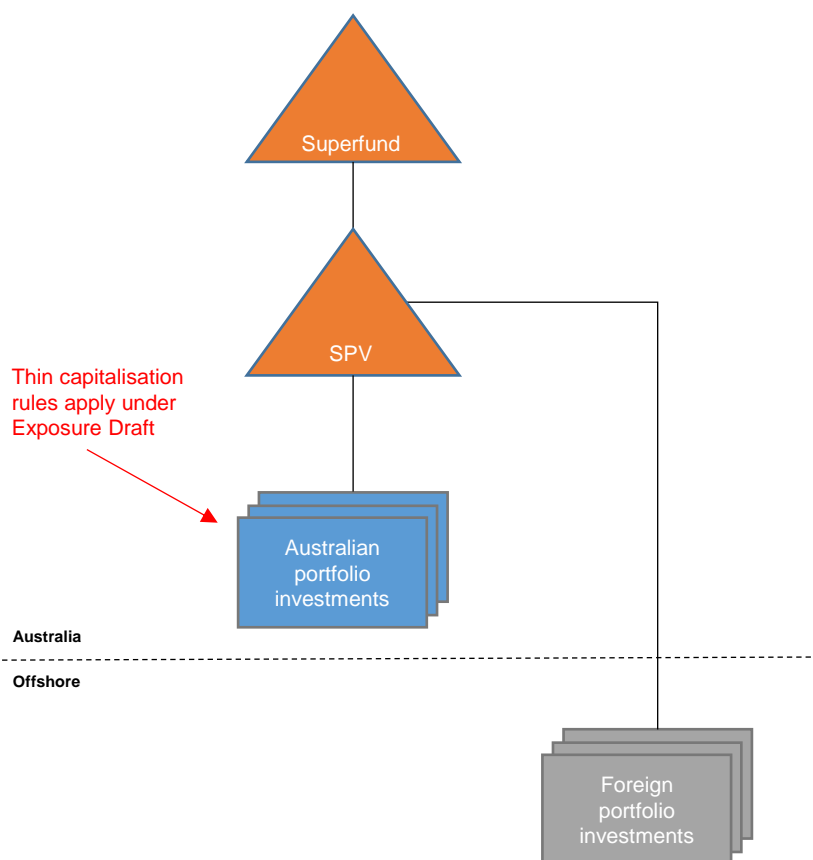 Superfund
SPV
Thin capitalisation
rules apply under
Exposure Draft
Australian
portfolio
investments
Australia
Offshore
Foreign
portfolio
investments